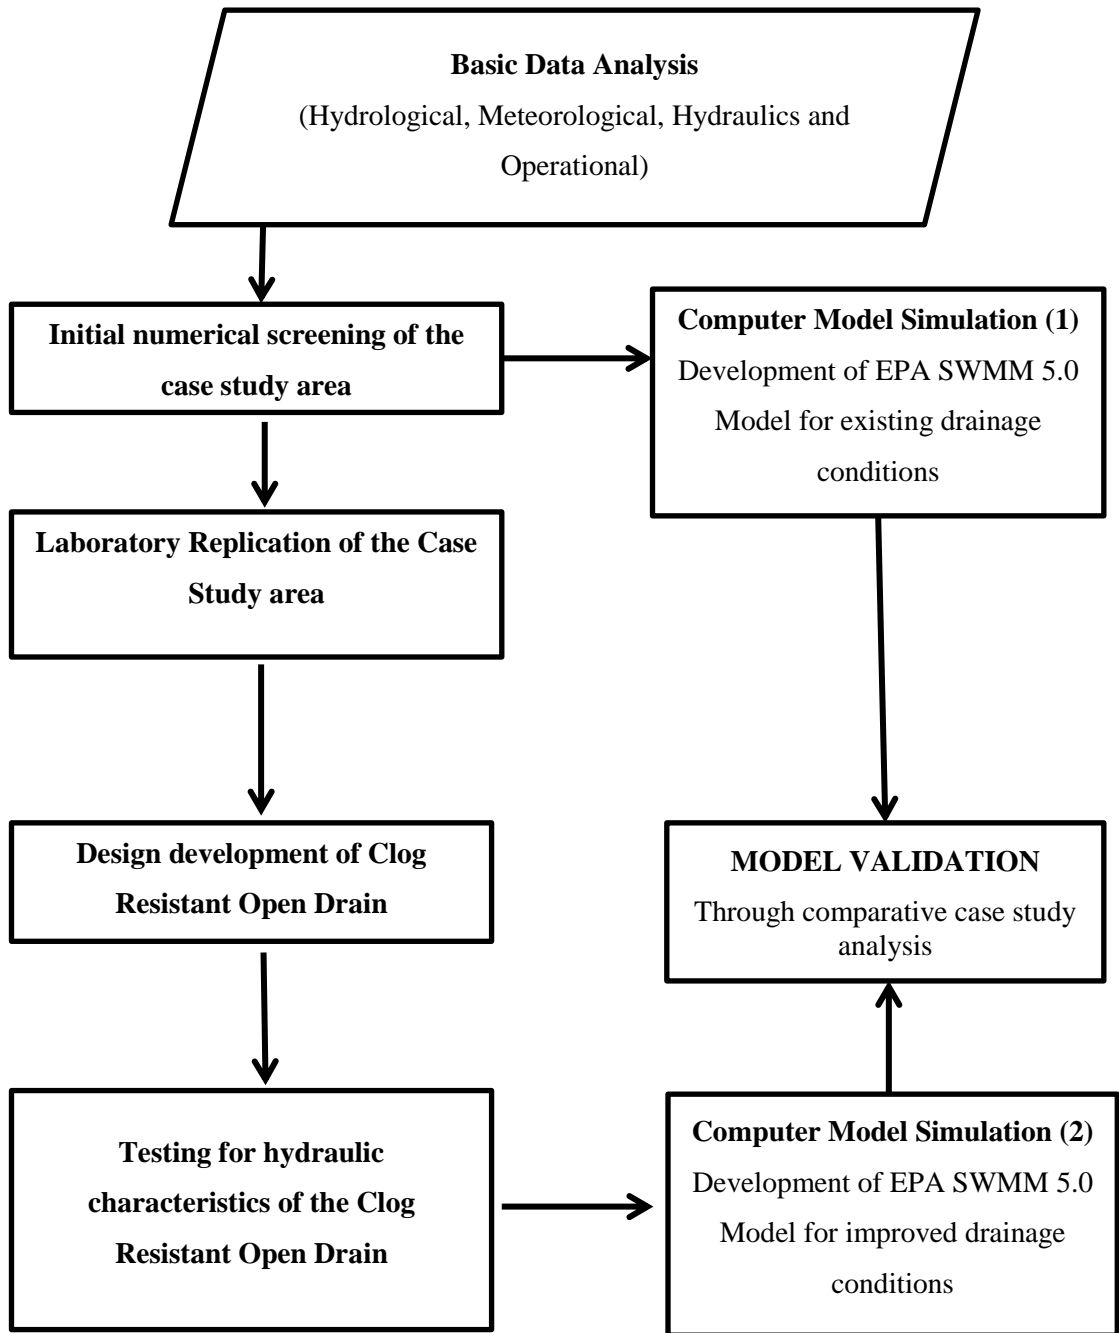 Basic Data Analysis
(Hydrological, Meteorological, Hydraulics and
Operational)
Initial numerical screening of the
case study area
Computer Model Simulation (1)
Development of EPA SWMM 5.0
Model for existing drainage
conditions
Laboratory Replication of the Case
Study area
Design development of Clog
Resistant Open Drain
MODEL VALIDATION
Through comparative case study
analysis
Testing for hydraulic
characteristics of the Clog
Resistant Open Drain
Computer Model Simulation (2)
Development of EPA SWMM 5.0
Model for improved drainage
conditions